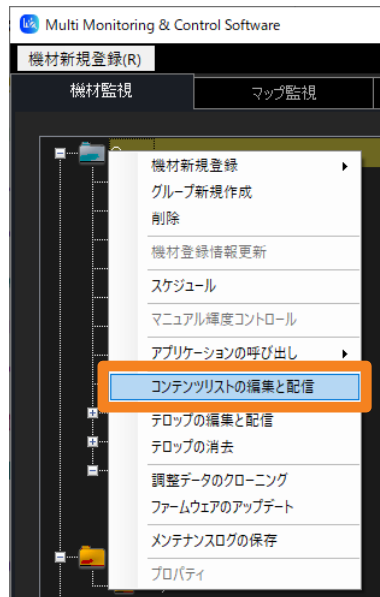 Multi Monitoring & Control Software
機材新規登録(R)
機材監視
マップ監視
機材新規登録
グループ新規作成
削除
機材登録情報更新
スケジュール
マニュアル輝度コントロール
アプリケーションの呼び出し
コンテンツリストの編集と配信
テロップの編集と配信
テロップの消去
調整データのクローニング
ファームウェアのアップデート
メンテナンスログの保存
プロパティ